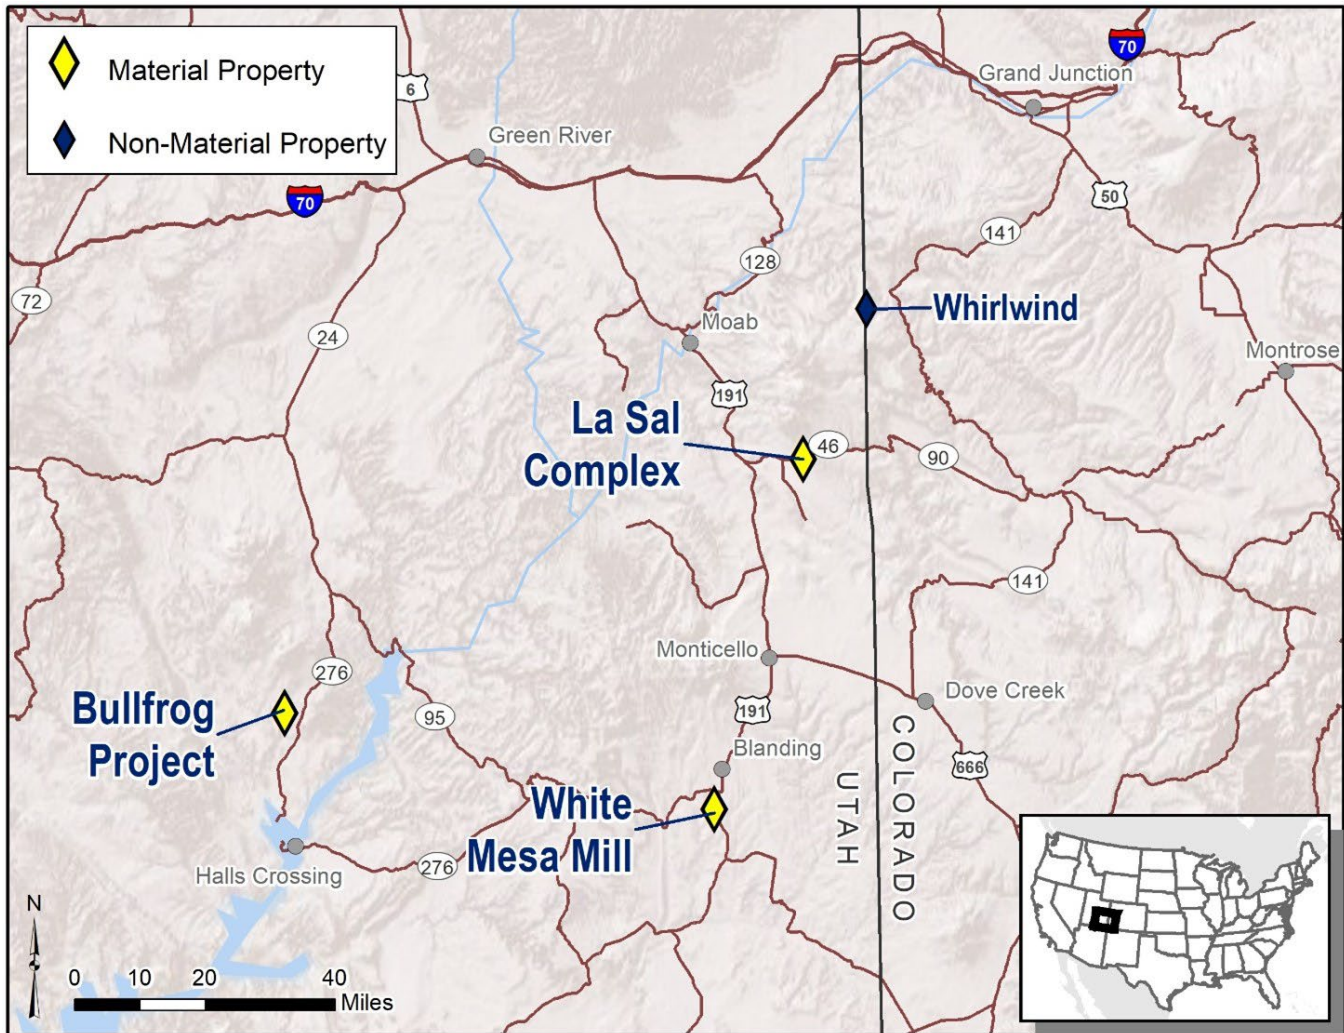 Material Property
Non-Material Property
70
Grand Junction
6
Green River
70
50
141
128
72
Whirlwind
24
Moab
Montrose
191
La Sal
Complex
46
90
141
Monticello
276
Dove Creek
Bullfrog
Project
95
191
Blanding
666
UTAH
COLORADO
White
Mesa Mill
Halls Crossing
276
N
0 10 20 40
Miles